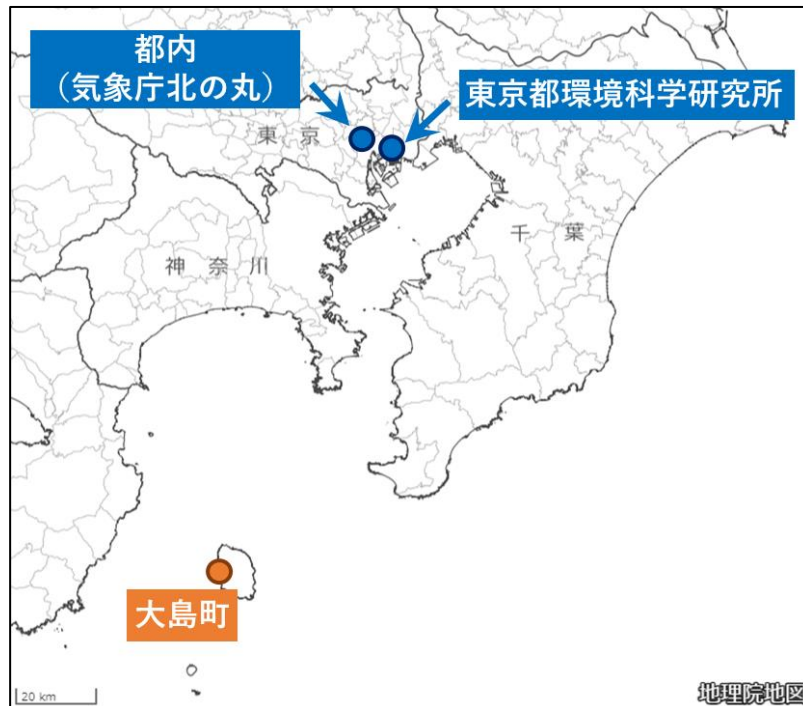 都内
（気象庁北の丸）
東京都環境科学研究所
東京
千葉
神奈川
大島町
20 km
地理院地図